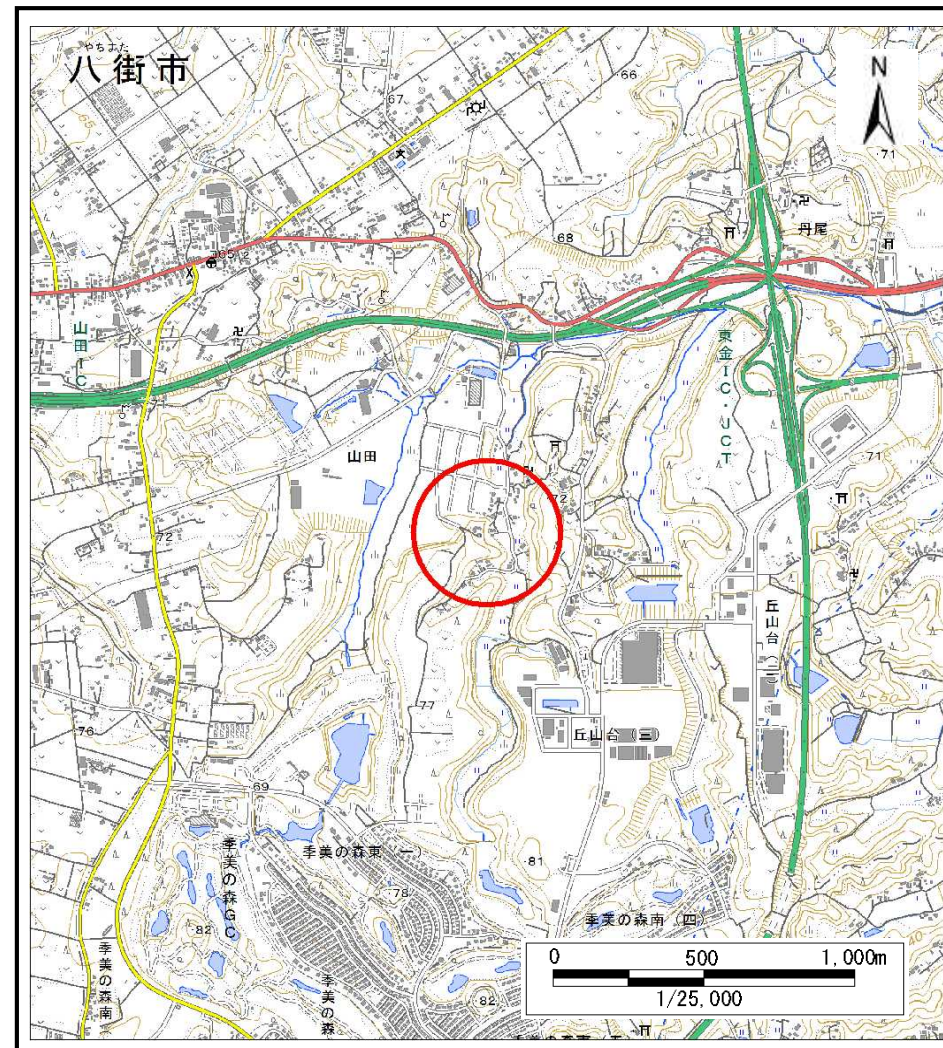 やちまた
八街市
N
66
67
71
丹尾
68
65.2
山田IC
東金IC・JCT
山田
71
72
72
丘山台(二)
77
丘山台(三)
76
69
季美の森東(一)
81
78
季美の森GC
82
季美の森南(四)
季美の森南
季美の森
82
0 500 1,000m
1/25,000